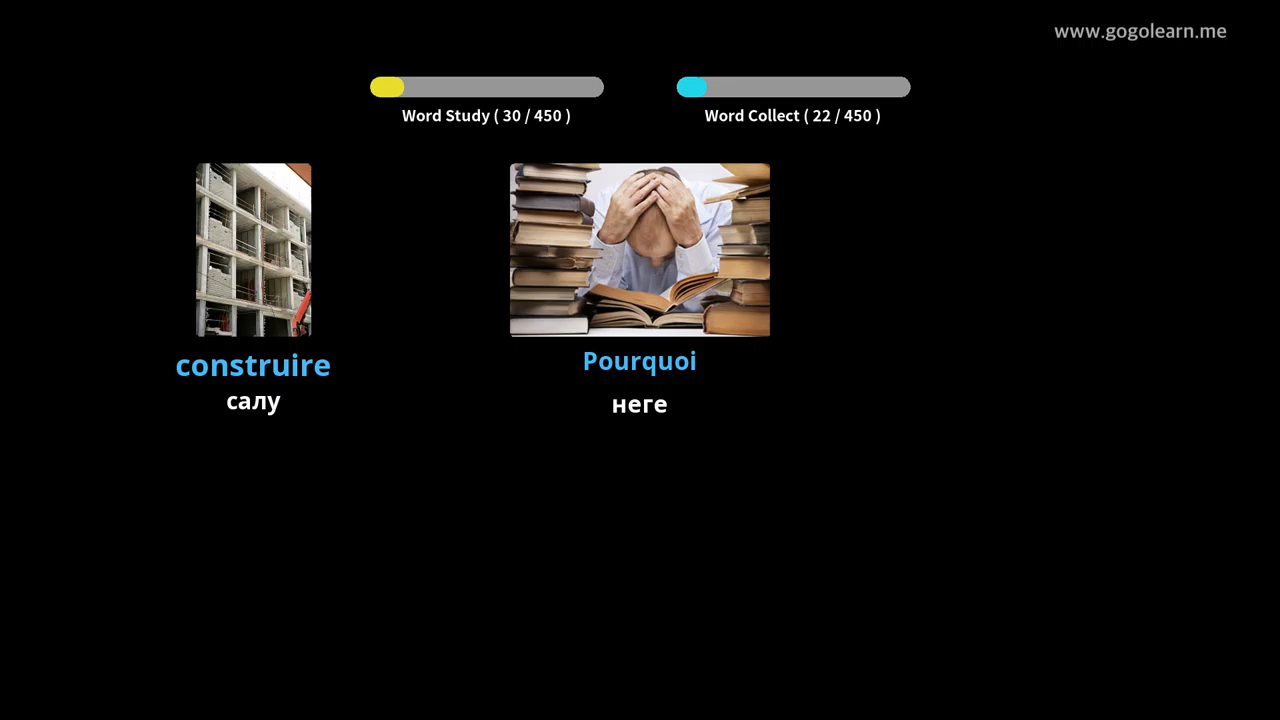 www.gogolearn.me
Word Study ( 30 / 450 )
Word Collect ( 22 / 450 )
construire
салу
Pourquoi
неге